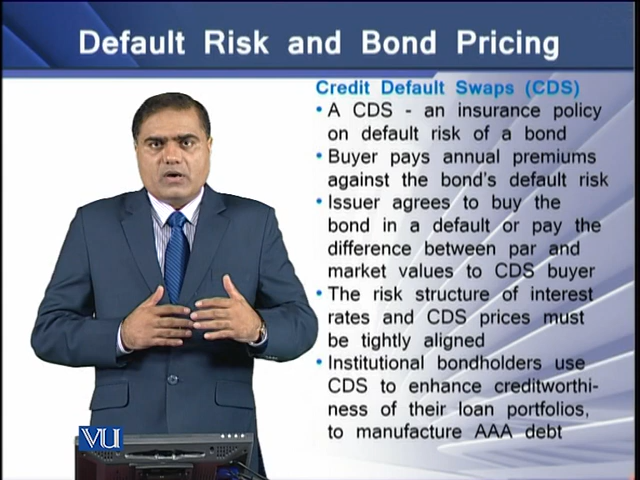 Default Risk and Bond Pricing
Credit Default Swaps (CDS)
• A CDS - an insurance policy
on default risk of a bond
• Buyer pays annual premiums
against the bond's default risk
• Issuer agrees to buy the
bond in a default or pay the
difference between par and
market values to CDS buyer
• The risk structure of interest
rates and CDS prices must
be tightly aligned
• Institutional bondholders use
CDS to enhance creditworthi-
ness of their loan portfolios,
to manufacture AAA debt
VU